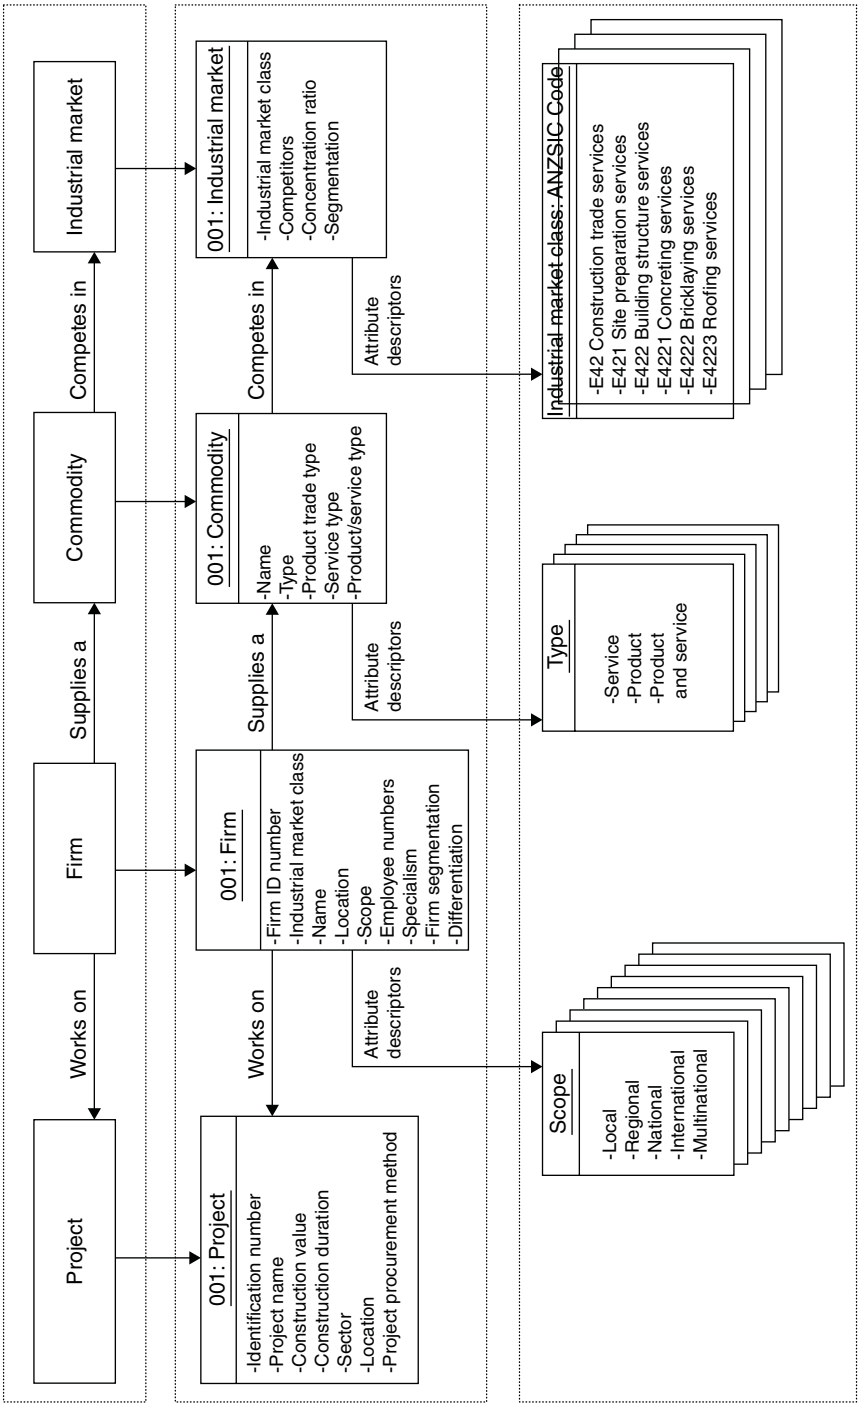 Project
Works on
Firm
Supplies a
Commodity
Competes in
Industrial market
001: Project
-Identification number
-Project name
-Construction value
-Construction duration
-Sector
-Location
-Project procurement method
Works on
001: Firm
-Firm ID number
-Industrial market class
-Name
-Location
-Scope
-Employee numbers
-Specialism
-Firm segmentation
-Differentiation
Supplies a
001: Commodity
-Name
-Type
-Product trade type
-Service type
-Product/service type
Competes in
001: Industrial market
-Industrial market class
-Competitors
-Concentration ratio
-Segmentation
Attribute
descriptors
Attribute
descriptors
Attribute
descriptors
Scope
-Local
-Regional
-National
-International
-Multinational
Type
-Service
-Product
-Product
and service
Industrial market class: ANZSIC Code
-E42 Construction trade services
-E421 Site preparation services
-E422 Building structure services
-E4221 Concreting services
-E4222 Bricklaying services
-E4223 Roofing services